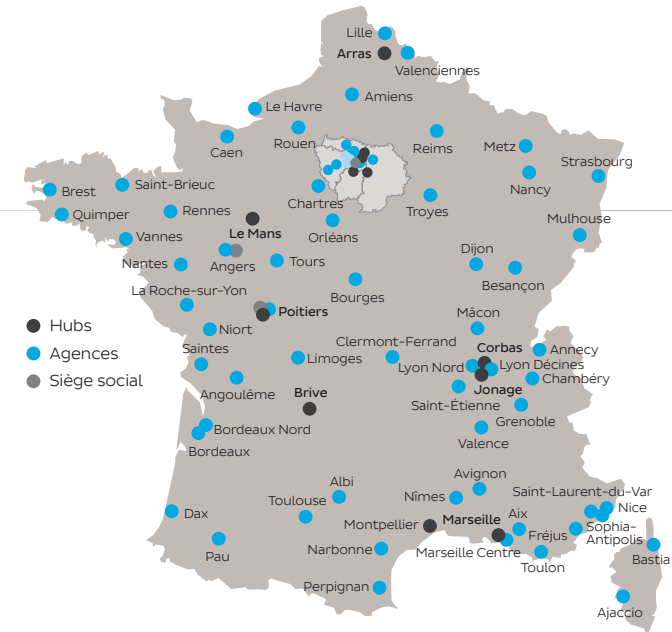 Lille
Arras
Valenciennes
Amiens
Le Havre
Rouen
Caen
Reims
Metz
Strasbourg
Nancy
Brest
Saint-Brieuc
Chartres
Troyes
Quimper
Rennes
Orléans
Mulhouse
Vannes
Le Mans
Nantes
Angers
Tours
Dijon
Besançon
La Roche-sur-Yon
Bourges
Poitiers
Mâcon
Hubs
Agences
Siège social
Niort
Saintes
Clermont-Ferrand
Corbas
Annecy
Limoges
Lyon Nord
Lyon Décines
Chambéry
Angoulême
Brive
Jonage
Saint-Étienne
Grenoble
Bordeaux Nord
Bordeaux
Valence
Avignon
Albi
Nîmes
Saint-Laurent-du-Var
Toulouse
Nice
Dax
Montpellier
Marseille
Aix
Fréjus
Sophia-
Antipolis
Pau
Narbonne
Marseille Centre
Toulon
Bastia
Perpignan
Ajaccio